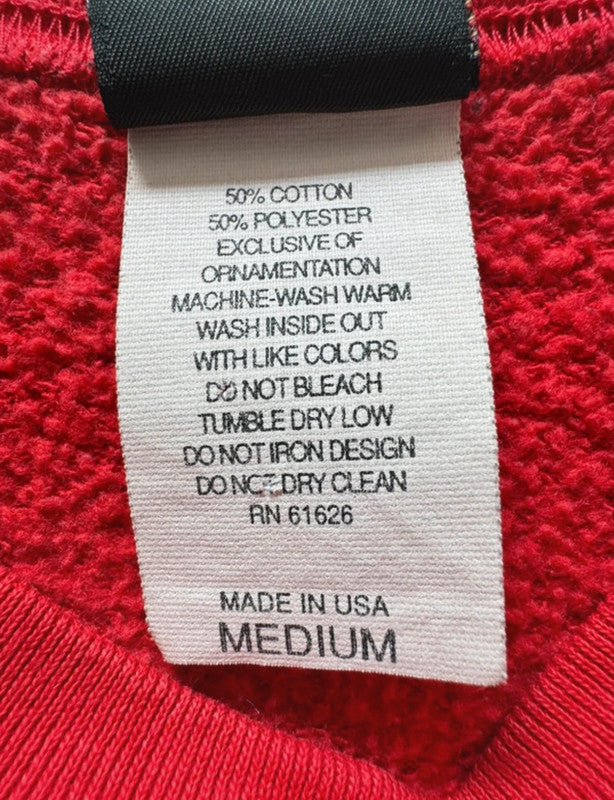 50% COTTON
50% POLYESTER
EXCLUSIVE OF
ORNAMENTATION
MACHINE-WASH WARM
WASH INSIDE OUT
WITH LIKE COLORS
DO NOT BLEACH
TUMBLE DRY LOW
DO NOT IRON DESIGN
DO NOT DRY CLEAN
RN 61626
MADE IN USA
MEDIUM